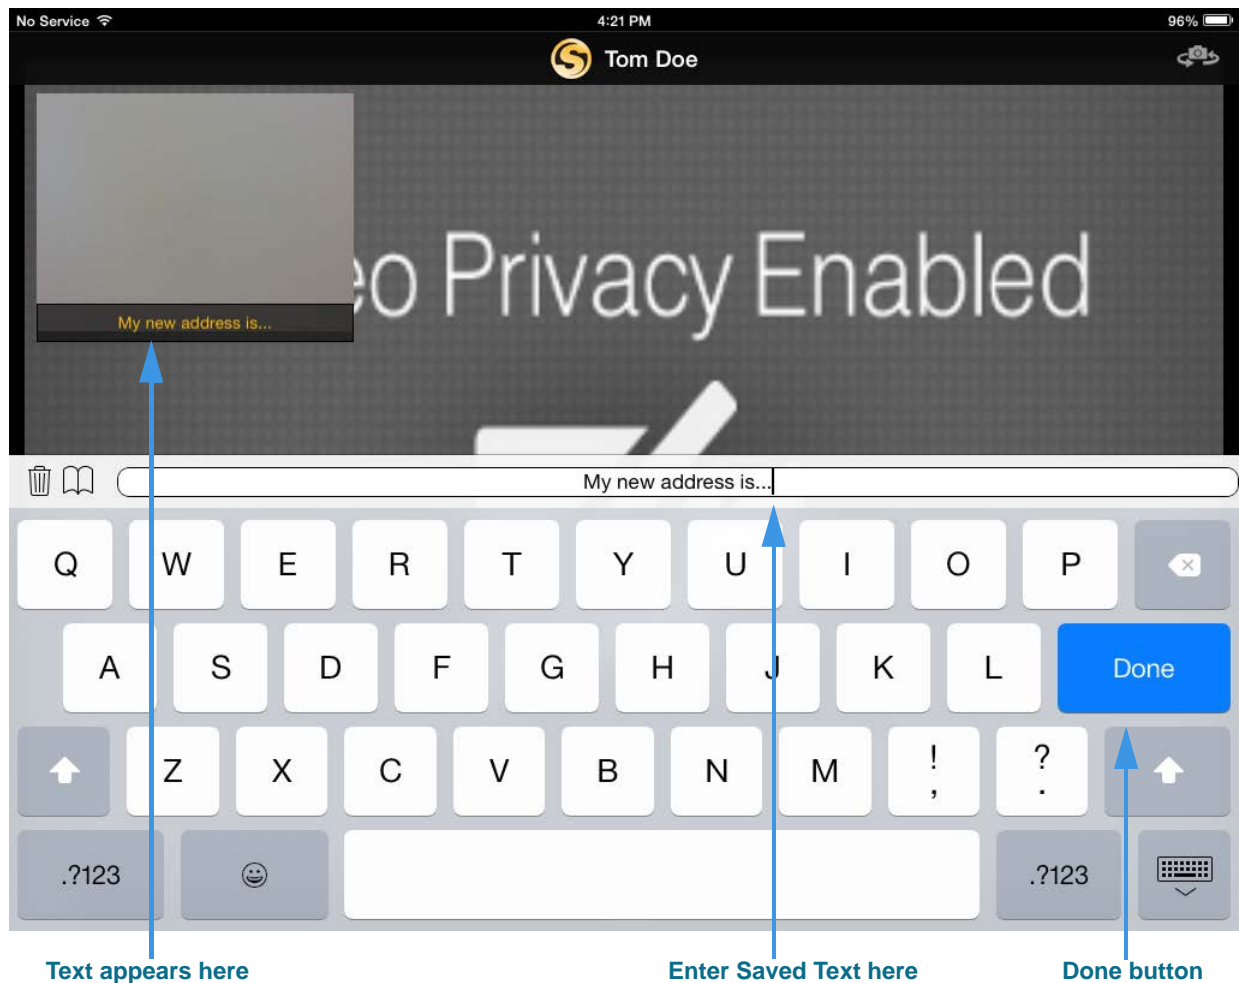 No Service 4:21 PM 96%
S Tom Doe
eo Privacy Enabled
My new address is...
My new address is...
Q W E R T Y U I O P
A S D F G H J K L Done
Z X C V B N M ! , ? .
.?123 .?123
Text appears here Enter Saved Text here Done button